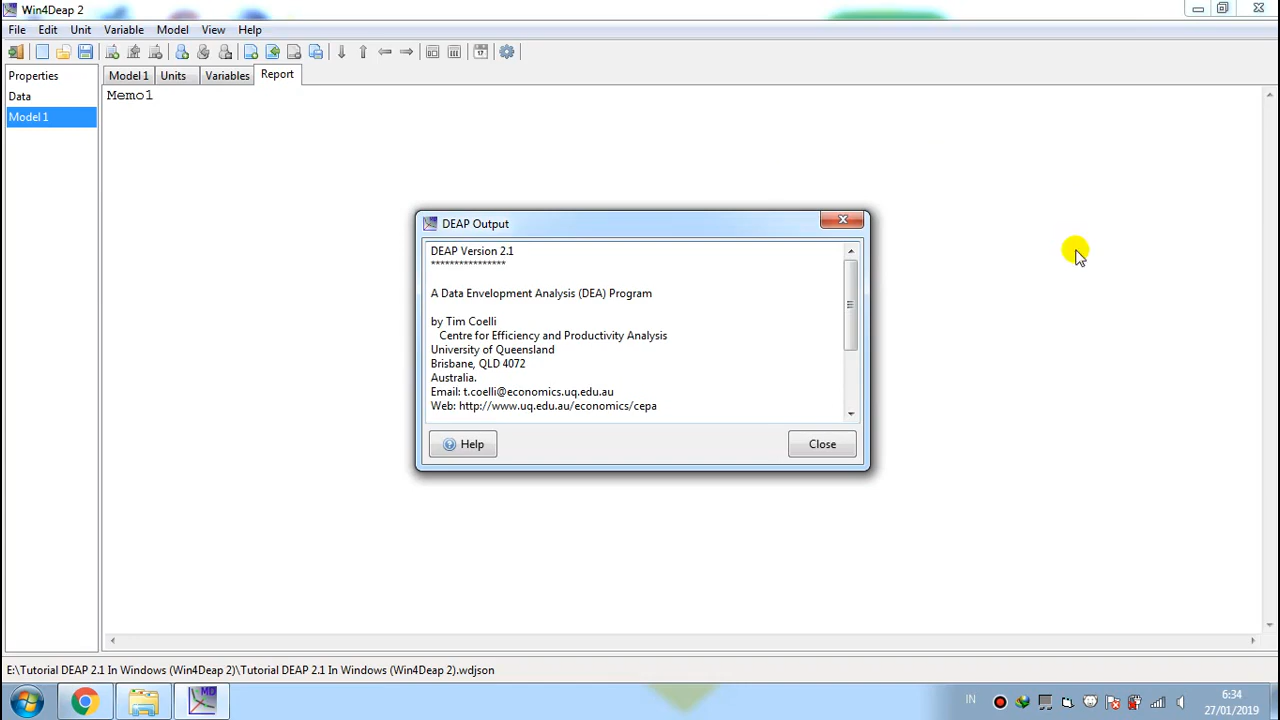 Win4Deap 2
File Edit Unit Variable Model View Help
Properties
Data
Model 1
Model 1 Units Variables Report
Memo1
DEAP Output
DEAP Version 2.1
****************
A Data Envelopment Analysis (DEA) Program
by Tim Coelli
Centre for Efficiency and Productivity Analysis
University of Queensland
Brisbane, QLD 4072
Australia.
Email: t.coelli@economics.uq.edu.au
Web: http://www.uq.edu.au/economics/cepa
Help Close
E:\Tutorial DEAP 2.1 In Windows (Win4Deap 2)\Tutorial DEAP 2.1 In Windows (Win4Deap 2).wdjson
MD
IN
6:34
27/01/2019